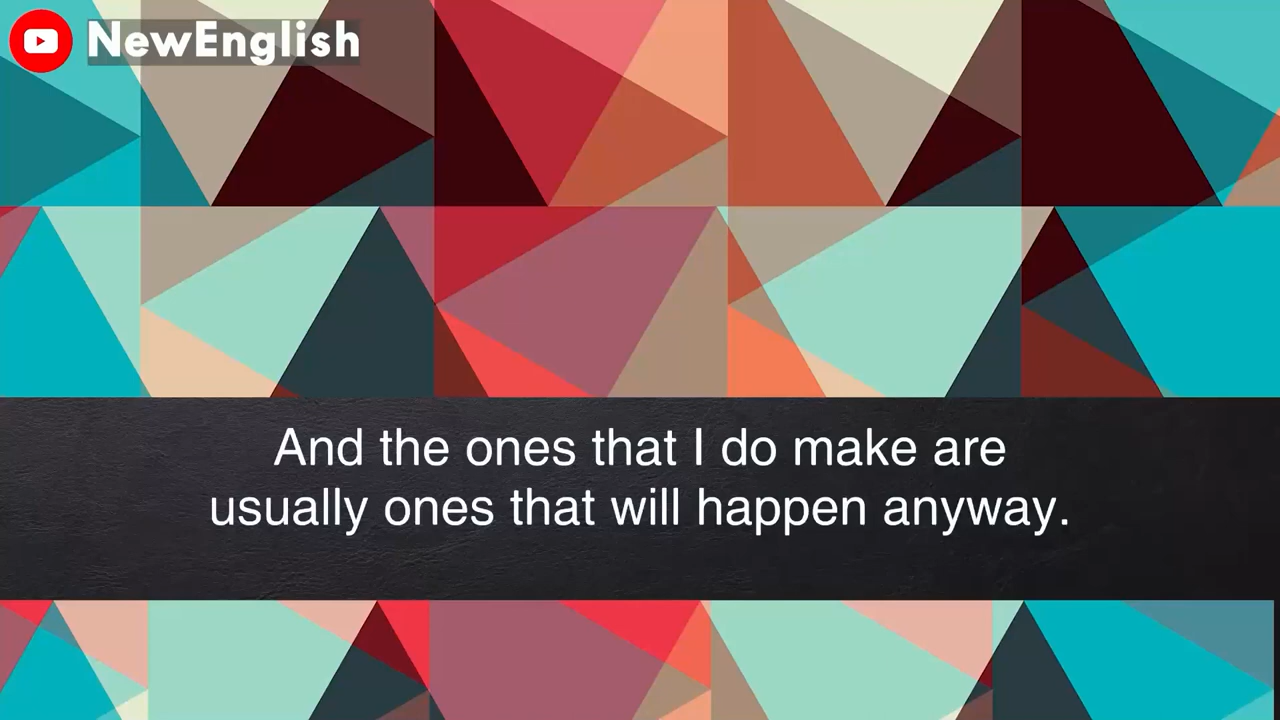 NewEnglish
And the ones that I do make are
usually ones that will happen anyway.